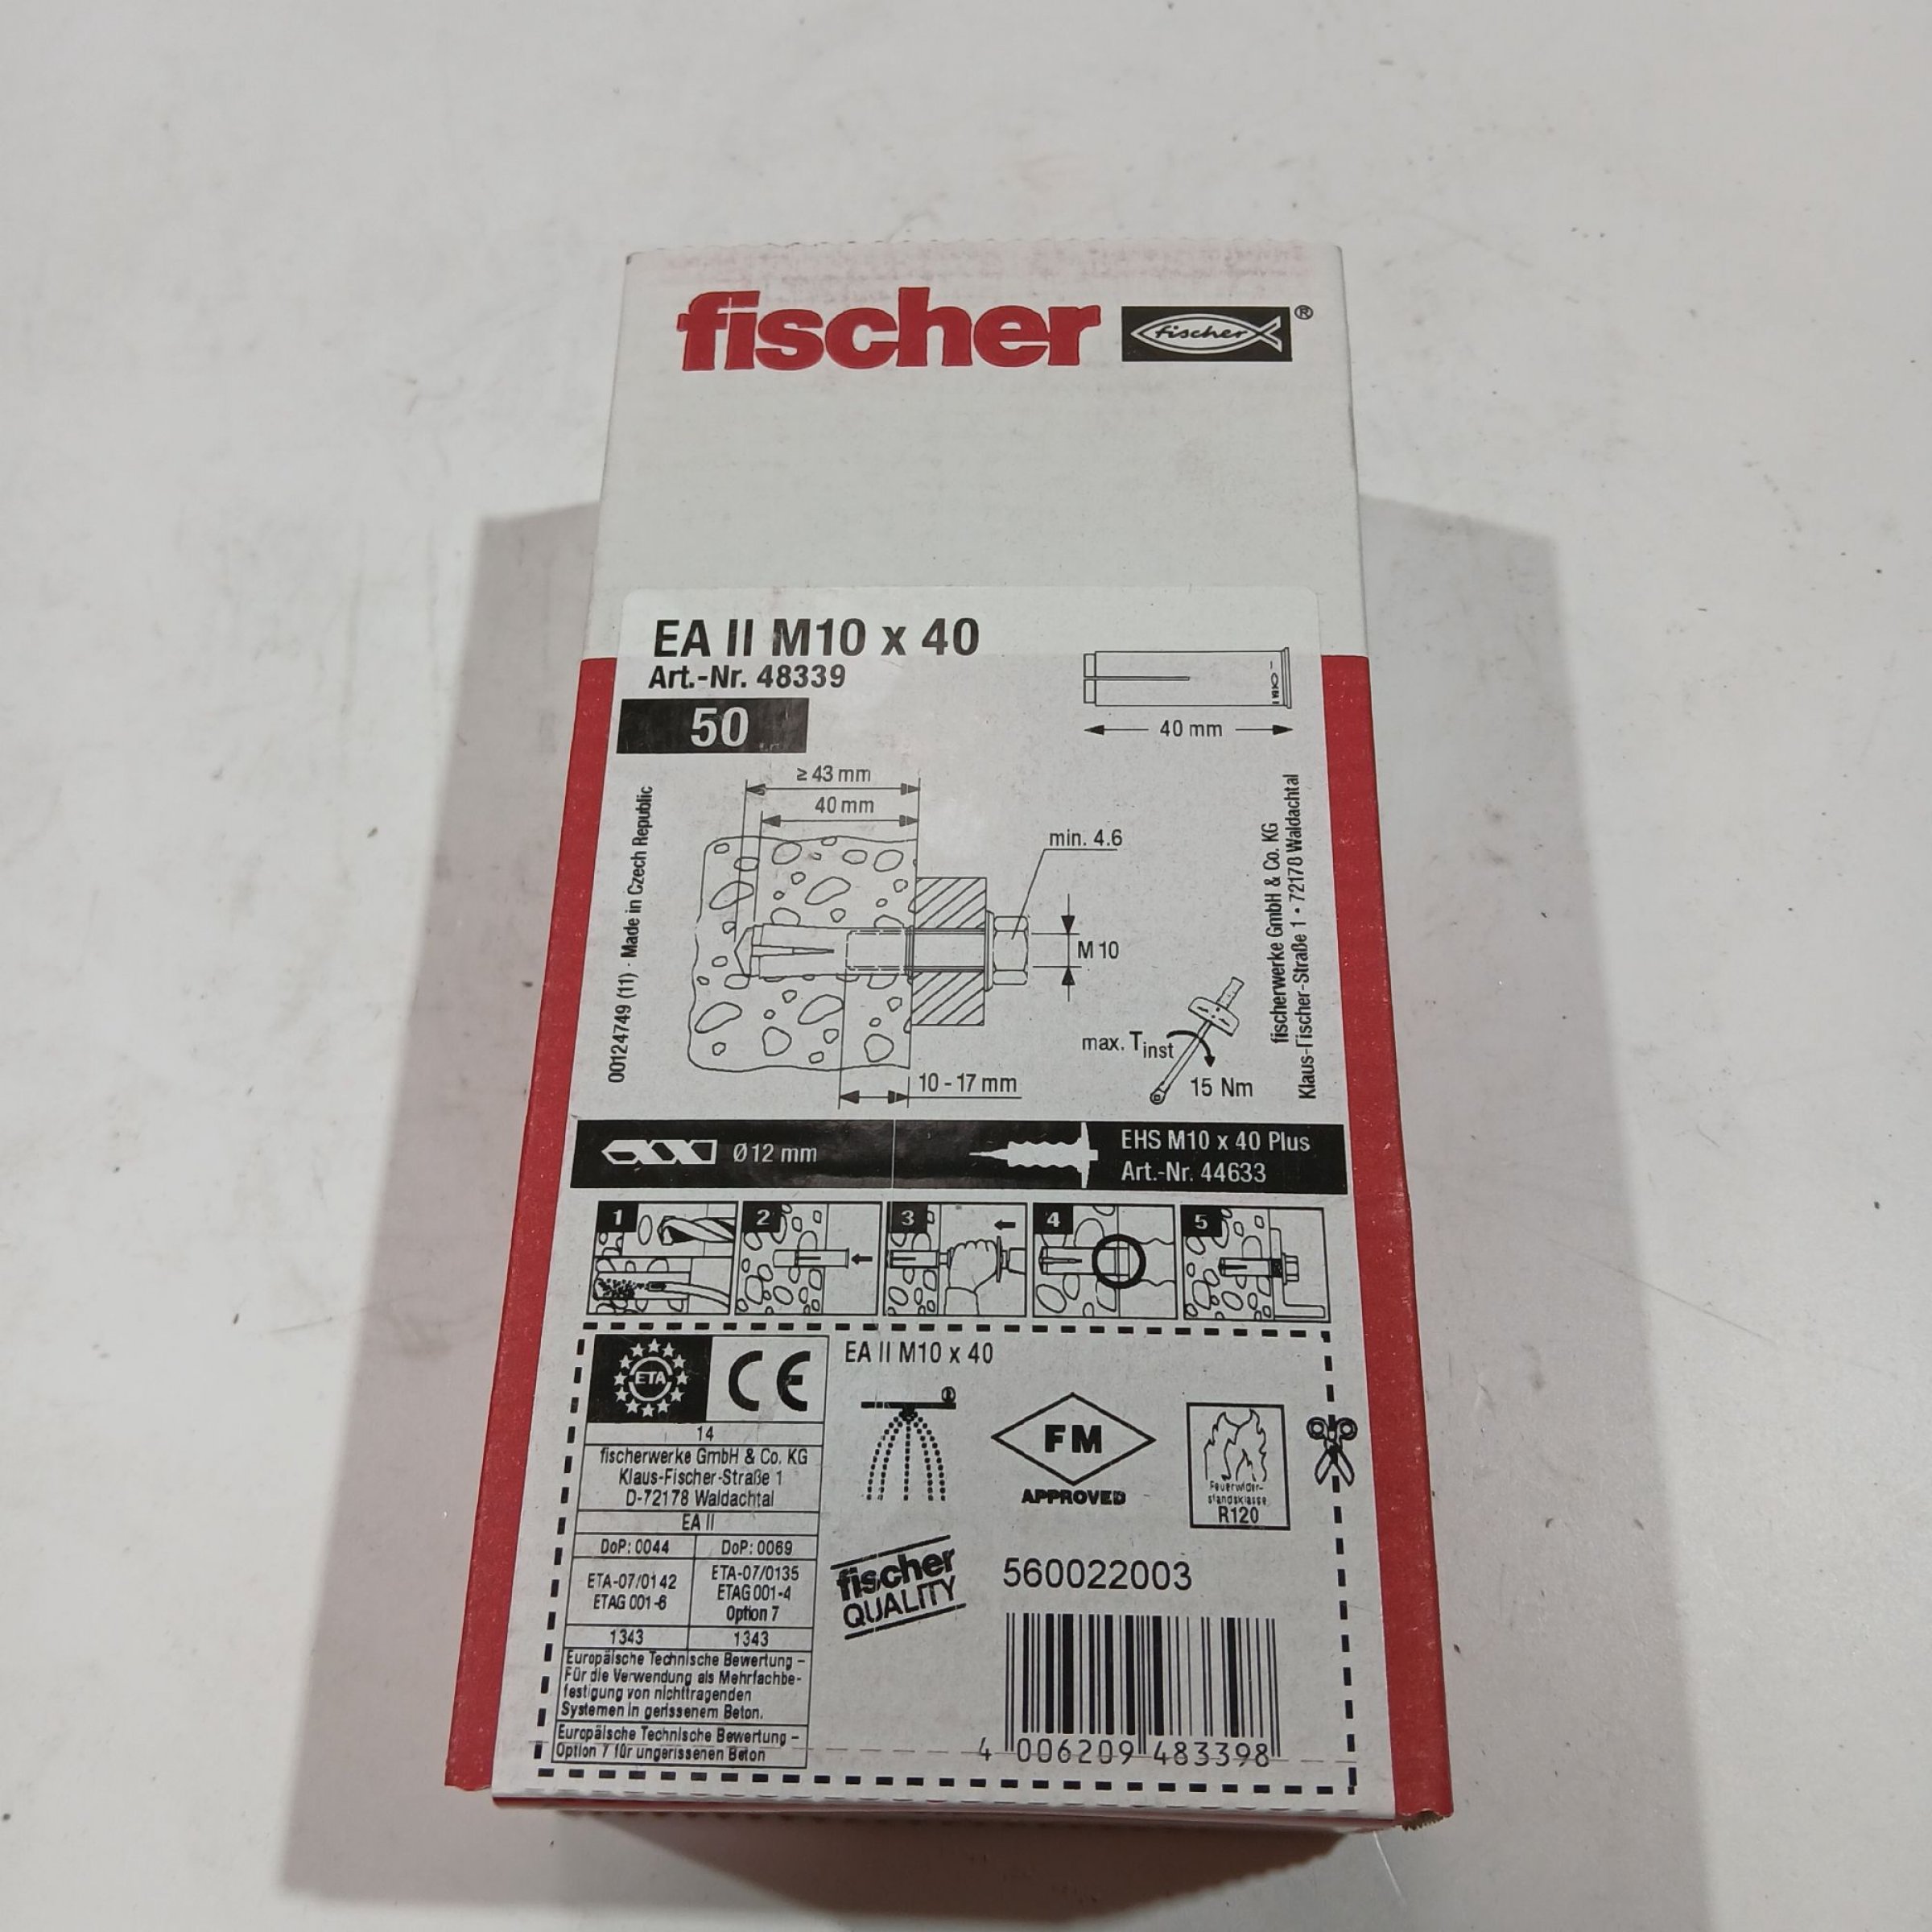 fischer fischer ®
EA II M10 x 40
Art.-Nr. 48339
50
40 mm
≥ 43 mm
40 mm
min. 4.6
M 10
10 - 17 mm
max. Tinst
15 Nm
00124749 (11) · Made in Czech Republic
fischerwerke GmbH & Co. KG
Klaus-Fischer-Straße 1 • 72178 Waldachtal
Ø 12 mm
EHS M10 x 40 Plus
Art.-Nr. 44633
1 2 3 4 5
ETA CE
14
fischerwerke GmbH & Co. KG
Klaus-Fischer-Straße 1
D-72178 Waldachtal
EA II
DoP: 0044 DoP: 0069
ETA-07/0142
ETAG 001-6
ETA-07/0135
ETAG 001-4
Option 7
1343 1343
Europäische Technische Bewertung –
Für die Verwendung als Mehrfachbe-
festigung von nichttragenden
Systemen in gerissenem Beton.
Europäische Technische Bewertung –
Option 7 für ungerissenen Beton
EA II M10 x 40
FM
APPROVED
Feuerwider-
standsklasse
R120
fischer
QUALITY
560022003
4 006209 483398